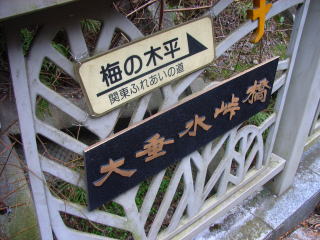 梅の木平
関東ふれあいの道
大垂水峠橋